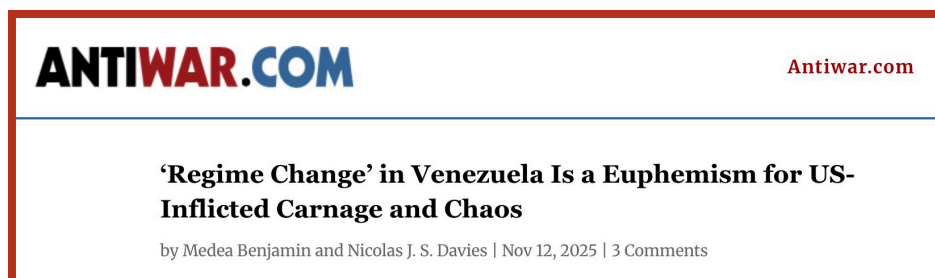 ANTIWAR.COM
Antiwar.com
‘Regime Change’ in Venezuela Is a Euphemism for US-
Inflicted Carnage and Chaos
by Medea Benjamin and Nicolas J. S. Davies | Nov 12, 2025 | 3 Comments